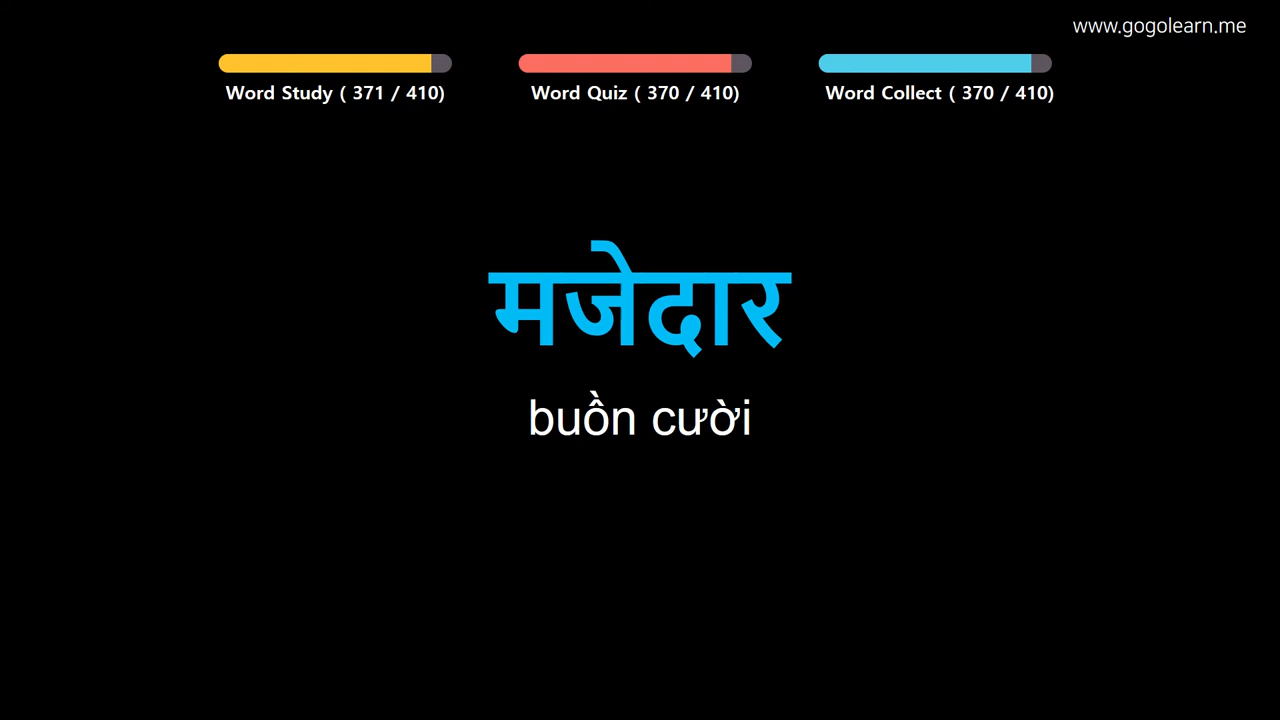 www.gogolearn.me
Word Study ( 371 / 410)
Word Quiz ( 370 / 410)
Word Collect ( 370 / 410)
मजेदार
buồn cười